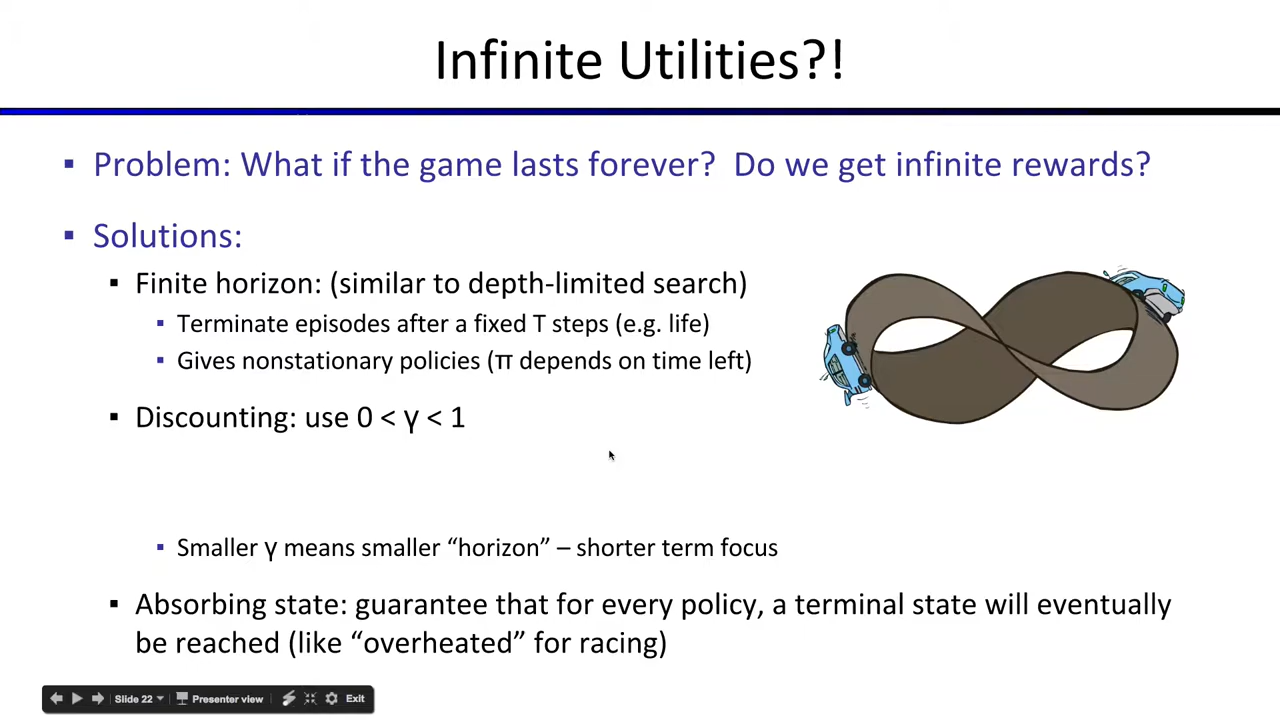 Infinite Utilities?!
▪ Problem: What if the game lasts forever? Do we get infinite rewards?
▪ Solutions:
▪ Finite horizon: (similar to depth-limited search)
▪ Terminate episodes after a fixed T steps (e.g. life)
▪ Gives nonstationary policies (π depends on time left)
▪ Discounting: use 0 < γ < 1
▪ Smaller γ means smaller “horizon” – shorter term focus
▪ Absorbing state: guarantee that for every policy, a terminal state will eventually
be reached (like “overheated” for racing)
Slide 22 Presenter view Exit